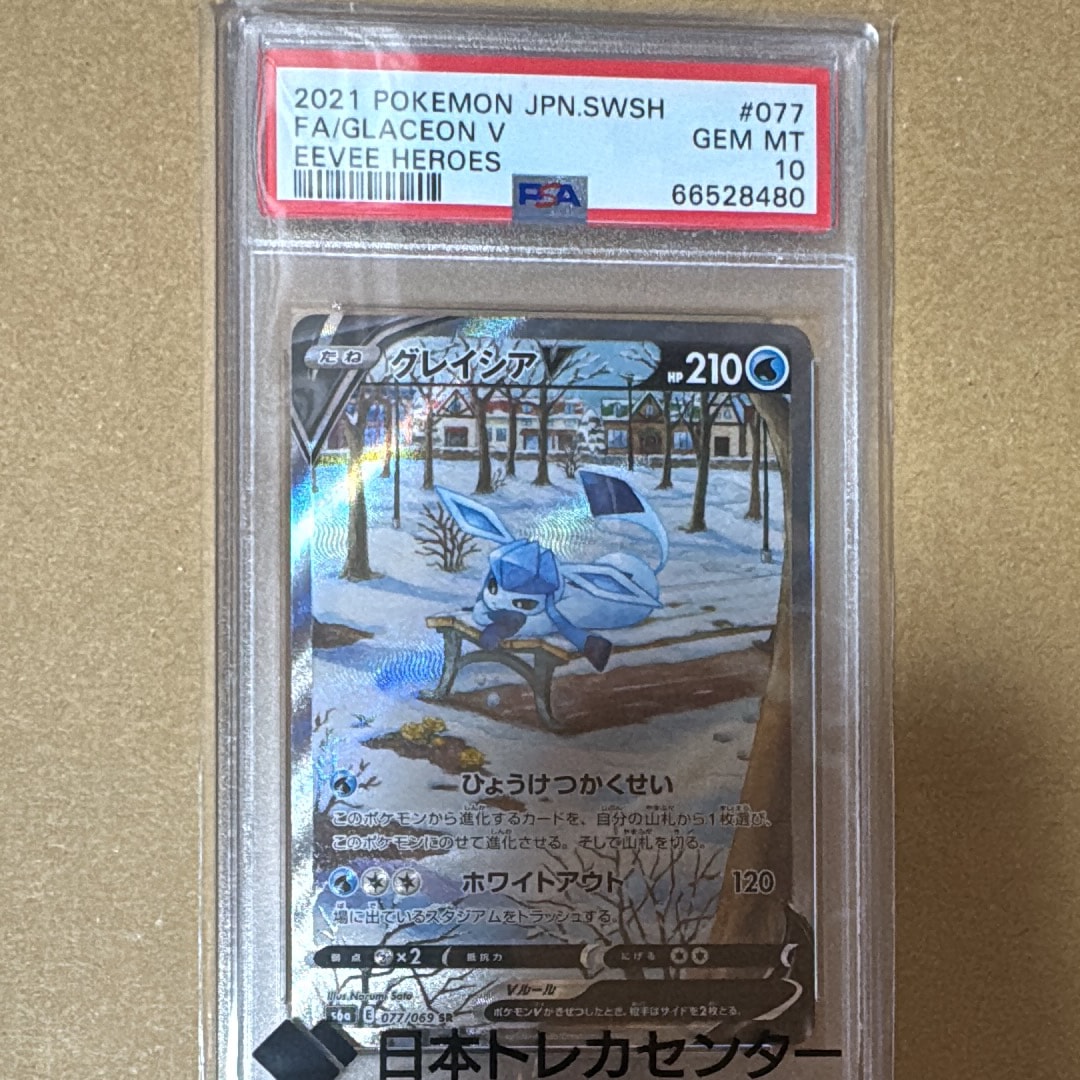 2021 POKEMON JPN.SWSH #077
FA/GLACEON V GEM MT
EEVEE HEROES 10
PSA 66528480
たね グレイシアV HP 210
ひょうけつかくせい
このポケモンから進化するカードを、自分の山札から1枚選び、
このポケモンにのせて進化させる。そして山札を切る。
ホワイトアウト 120
場に出ているスタジアムをトラッシュする。
弱点 ×2 抵抗力 にげる
Illus. Narumi Sato Vルール
s6a E 077/069 SR ポケモンVがきぜつしたとき、相手はサイドを2枚とる。
日本トレカセンター